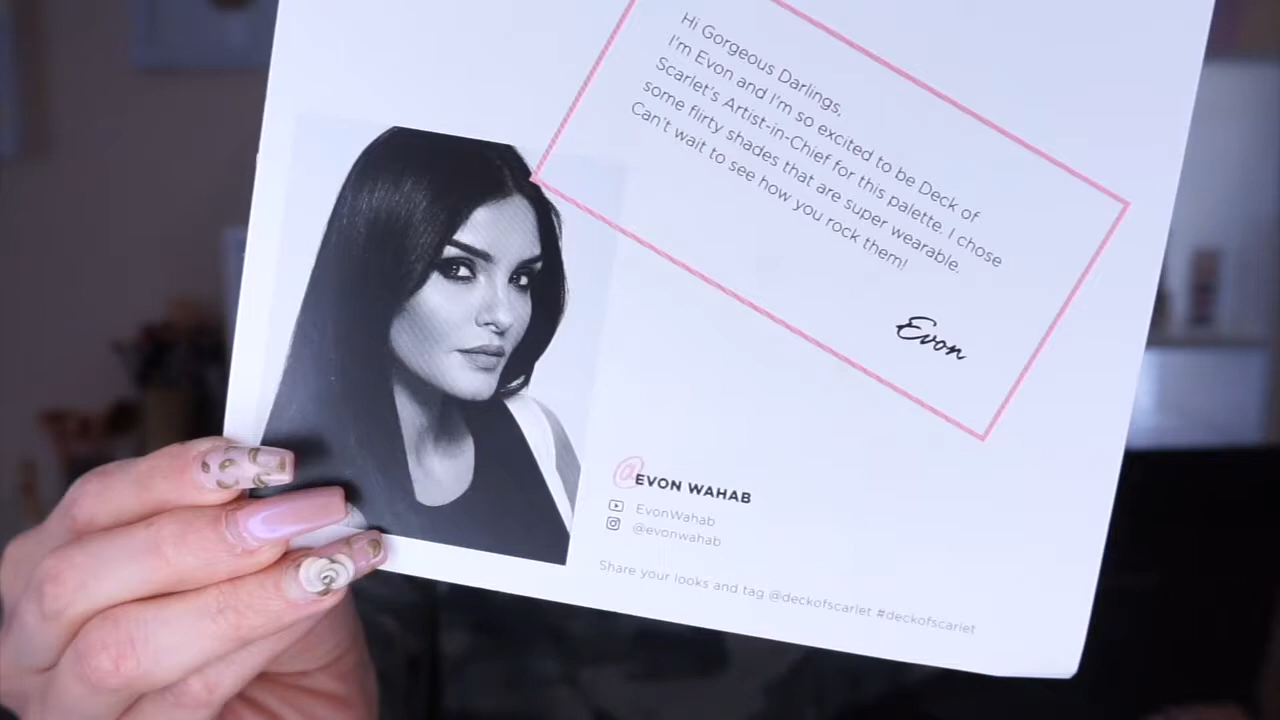 Hi Gorgeous Darlings,
I'm Evon and I'm so excited to be Deck of
Scarlet's Artist-in-Chief for this palette. I chose
some flirty shades that are super wearable.
Can't wait to see how you rock them!
Evon
@EVON WAHAB
EvonWahab
@evonwahab
Share your looks and tag @deckofscarlet #deckofscarlet